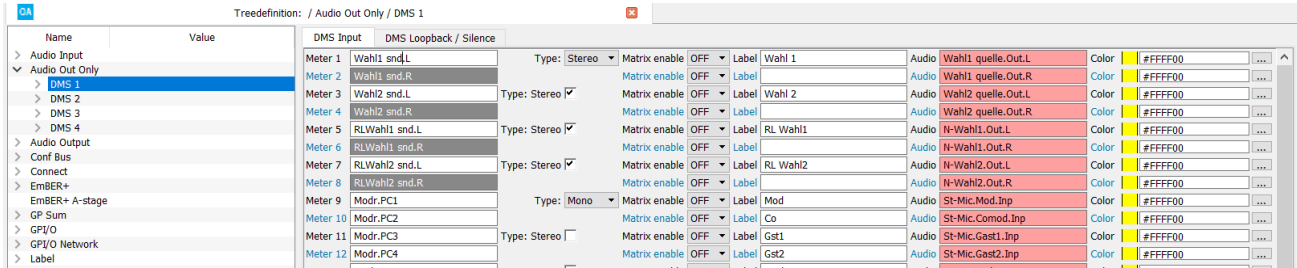 OA Treedefinition: / Audio Out Only / DMS 1
Name Value
Audio Input
Audio Out Only
DMS 1
DMS 2
DMS 3
DMS 4
Audio Output
Conf Bus
Connect
EmBER+
EmBER+ A-stage
GP Sum
GPI/O
GPI/O Network
Label
DMS Input DMS Loopback / Silence
Meter 1 Wahl1 snd.L Type: Stereo Matrix enable OFF Label Wahl 1 Audio Wahl1 quelle.Out.L Color #FFFF00 ...
Meter 2 Wahl1 snd.R Matrix enable OFF Label Audio Wahl1 quelle.Out.R Color #FFFF00 ...
Meter 3 Wahl2 snd.L Type: Stereo Matrix enable OFF Label Wahl 2 Audio Wahl2 quelle.Out.L Color #FFFF00 ...
Meter 4 Wahl2 snd.R Matrix enable OFF Label Audio Wahl2 quelle.Out.R Color #FFFF00 ...
Meter 5 RLWahl1 snd.L Type: Stereo Matrix enable OFF Label RL Wahl1 Audio N-Wahl1.Out.L Color #FFFF00 ...
Meter 6 RLWahl1 snd.R Matrix enable OFF Label Audio N-Wahl1.Out.R Color #FFFF00 ...
Meter 7 RLWahl2 snd.L Type: Stereo Matrix enable OFF Label RL Wahl2 Audio N-Wahl2.Out.L Color #FFFF00 ...
Meter 8 RLWahl2 snd.R Matrix enable OFF Label Audio N-Wahl2.Out.R Color #FFFF00 ...
Meter 9 Modr.PC1 Type: Mono Matrix enable OFF Label Mod Audio St-Mic.Mod.Inp Color #FFFF00 ...
Meter 10 Modr.PC2 Matrix enable OFF Label Co Audio St-Mic.Comod.Inp Color #FFFF00 ...
Meter 11 Modr.PC3 Type: Stereo Matrix enable OFF Label Gst1 Audio St-Mic.Gast1.Inp Color #FFFF00 ...
Meter 12 Modr.PC4 Matrix enable OFF Label Gst2 Audio St-Mic.Gast2.Inp Color #FFFF00 ...